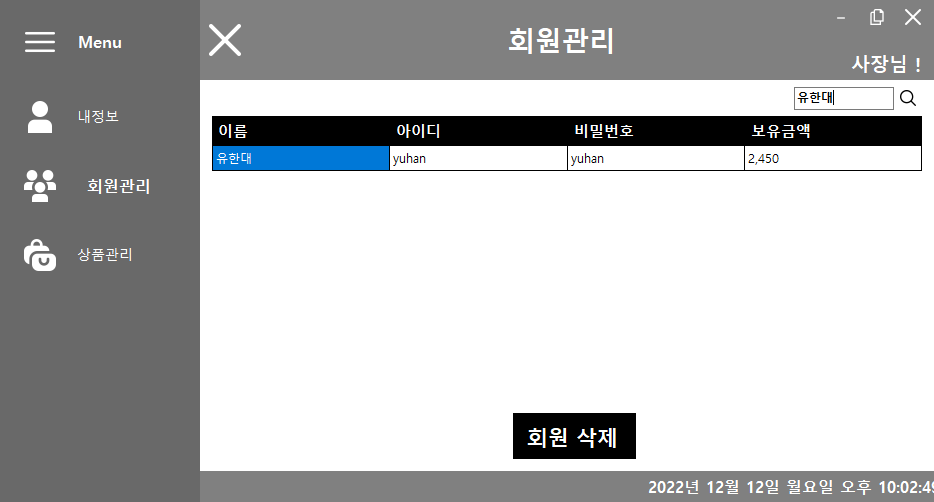 Menu
내정보
회원관리
상품관리
회원관리
사장님 !
유한대
이름 아이디 비밀번호 보유금액
유한대 yuhan yuhan 2,450
회원 삭제
2022년 12월 12일 월요일 오후 10:02:49